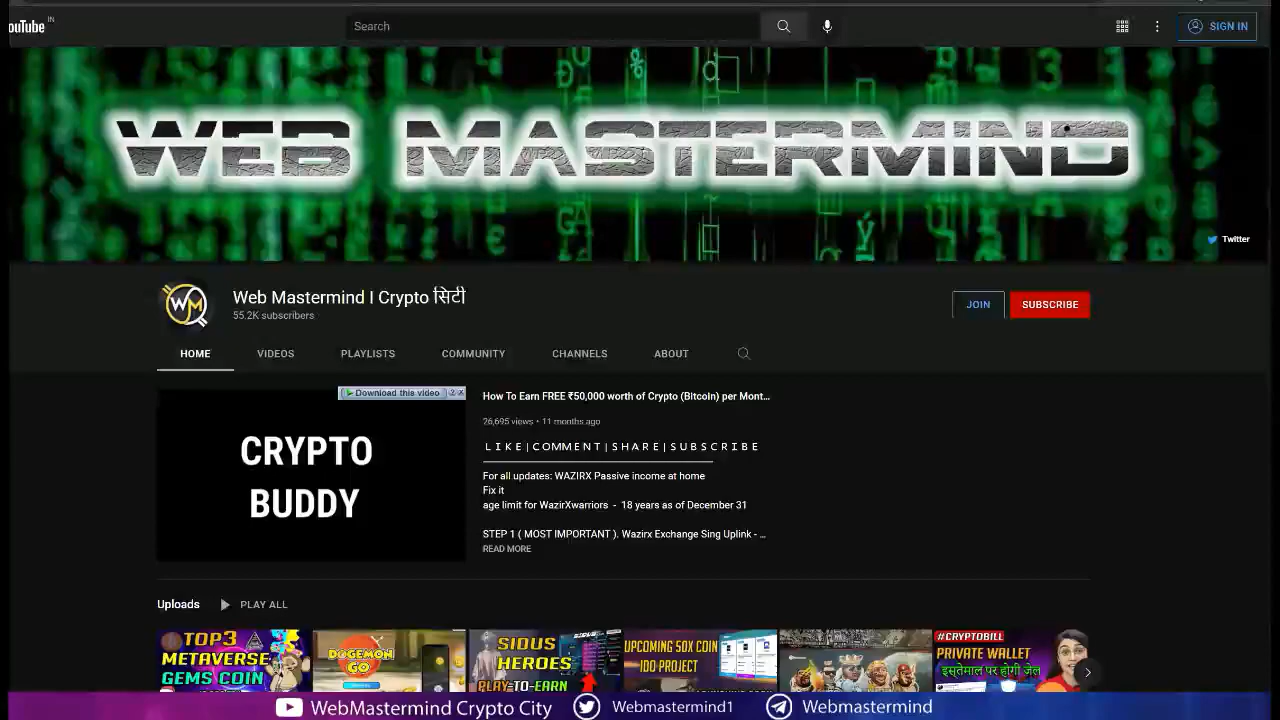 ouTube IN
Search
SIGN IN
WEB MASTERMIND
Twitter
WM
Web Mastermind I Crypto सिटी
55.2K subscribers
JOIN
SUBSCRIBE
HOME
VIDEOS
PLAYLISTS
COMMUNITY
CHANNELS
ABOUT
Download this video ? X
CRYPTO
BUDDY
How To Earn FREE ₹50,000 worth of Crypto (Bitcoin) per Mont...
26,695 views • 11 months ago
L I K E | C O M M E N T | S H A R E | S U B S C R I B E
For all updates: WAZIRX Passive income at home
Fix it
age limit for WazirXwarriors - 18 years as of December 31
STEP 1 ( MOST IMPORTANT ). Wazirx Exchange Sing Uplink - ...
READ MORE
Uploads
PLAY ALL
TOP3
METAVERSE
GEMS COIN
DOGEMON
GO
SIDUS
HEROES
PLAY-TO-EARN
UPCOMING 50X COIN
IDO PROJECT
#CRYPTOBILL
PRIVATE WALLET
इस्तेमाल पर होगी जेल
WebMastermind Crypto City
Webmastermind1
Webmastermind